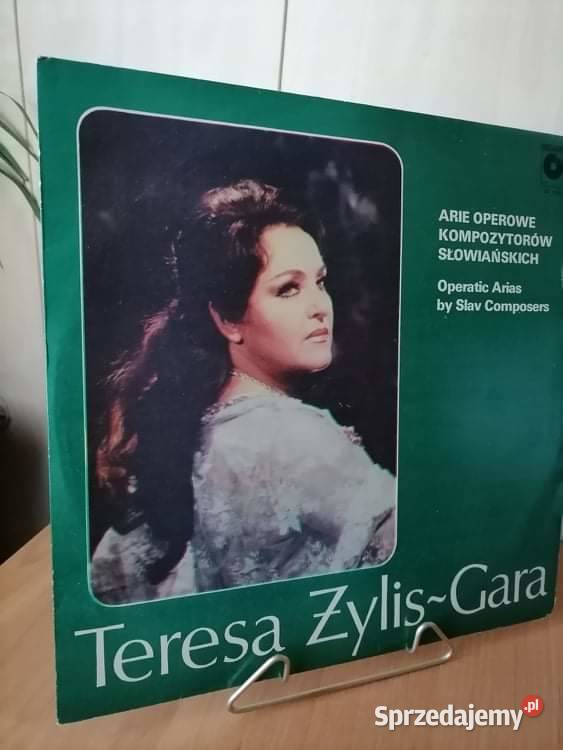 ARIE OPEROWE
KOMPOZYTORÓW
SŁOWIAŃSKICH
Operatic Arias
by Slav Composers
Teresa Żylis~Gara
Sprzedajemy.pl